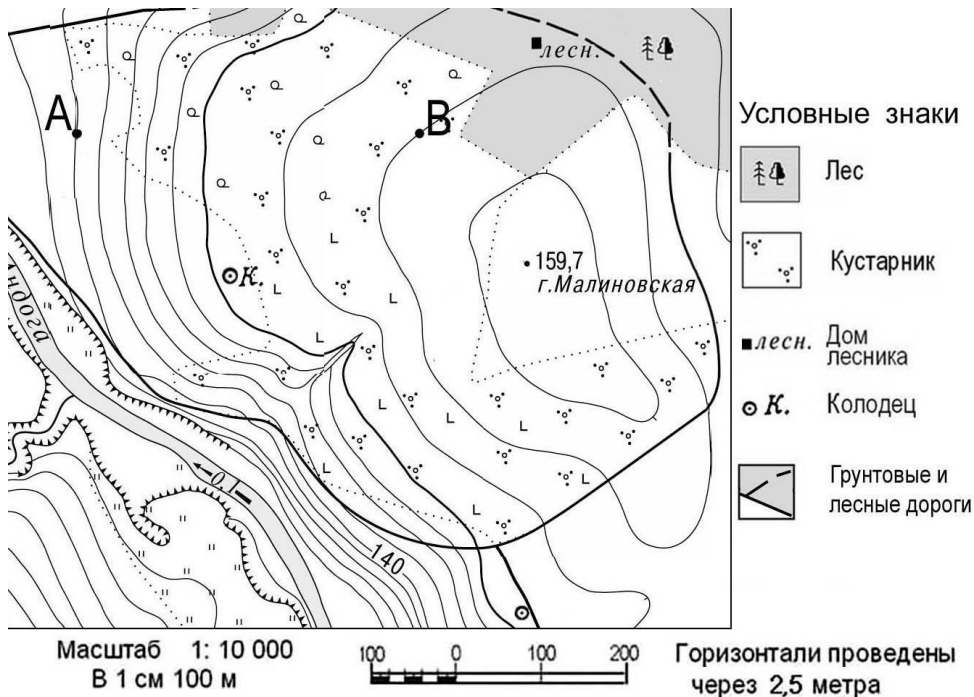 лесн.
А
В
Условные знаки
Лес
К.
159,7
г.Малиновская
Кустарник
ндога
лесн. Дом
лесника
К. Колодец
0,1
140
Грунтовые и
лесные дороги
Масштаб 1: 10 000
В 1 см 100 м
100 0 100 200
Горизонтали проведены
через 2,5 метра